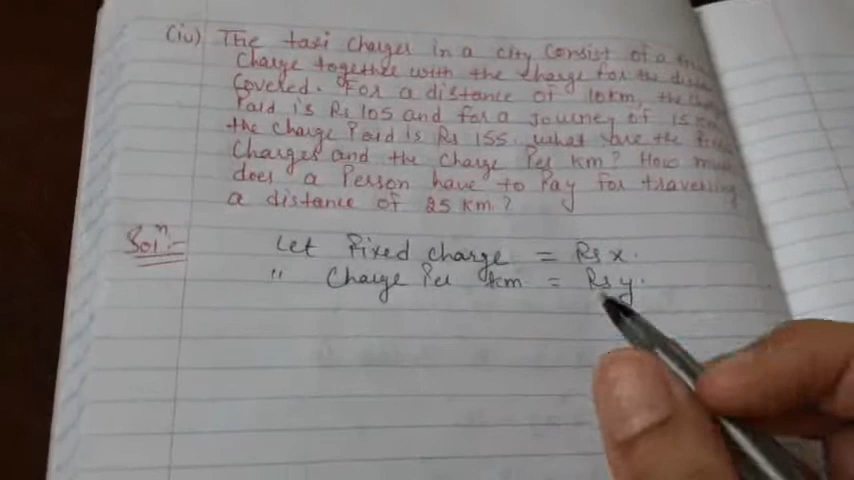 (iv) The taxi charges in a city consist of a
charge together with the charge for the
covered. For a distance of 10km, the
Paid is Rs 105 and for a Journey of 15
the charge Paid is Rs 155. What are the
Charges and the charge Per km? How
does a Person have to Pay for travelling
a distance of 25 km?
Soln:-
Let Fixed charge = Rs x.
" Charge Per km = Rs y.